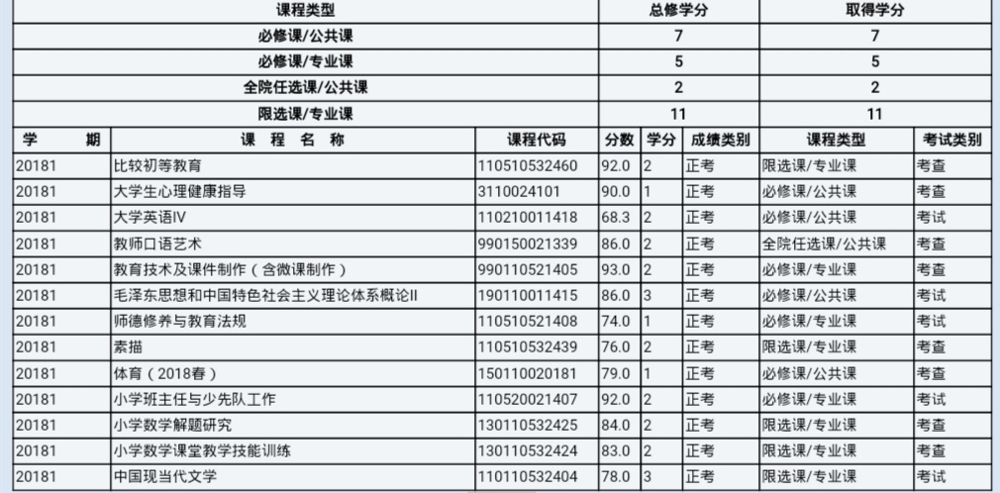 课程类型 总修学分 取得学分
必修课/公共课 7 7
必修课/专业课 5 5
全院任选课/公共课 2 2
限选课/专业课 11 11
学 期 课 程 名 称 课程代码 分数 学分 成绩类别 课程类型 考试类别
20181 比较初等教育 110510532460 92.0 2 正考 限选课/专业课 考查
20181 大学生心理健康指导 3110024101 90.0 1 正考 必修课/公共课 考查
20181 大学英语IV 110210011418 68.3 2 正考 必修课/公共课 考试
20181 教师口语艺术 990150021339 86.0 2 正考 全院任选课/公共课 考查
20181 教育技术及课件制作（含微课制作） 990110521405 93.0 2 正考 必修课/专业课 考查
20181 毛泽东思想和中国特色社会主义理论体系概论II 190110011415 86.0 3 正考 必修课/公共课 考试
20181 师德修养与教育法规 110510521408 74.0 1 正考 必修课/专业课 考试
20181 素描 110510532439 76.0 2 正考 限选课/专业课 考查
20181 体育（2018春） 150110020181 79.0 1 正考 必修课/公共课 考查
20181 小学班主任与少先队工作 110520021407 92.0 2 正考 必修课/专业课 考试
20181 小学数学解题研究 130110532425 84.0 2 正考 限选课/专业课 考查
20181 小学数学课堂教学技能训练 130110532424 83.0 2 正考 限选课/专业课 考查
20181 中国现当代文学 110110532404 78.0 3 正考 限选课/专业课 考试